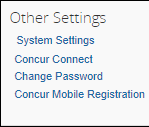 Other Settings
System Settings
Concur Connect
Change Password
Concur Mobile Registration